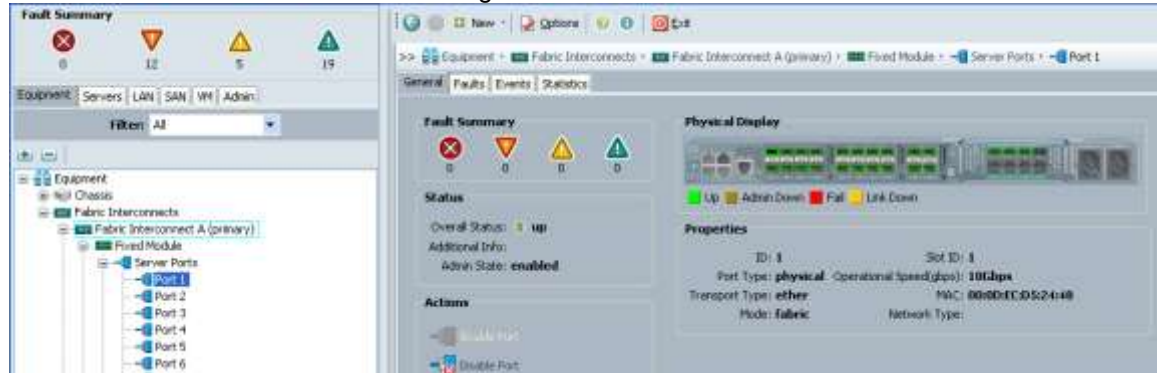 Fault Summary
0 12 5 19
Equipment Servers LAN SAN VM Admin
Filter: All
Equipment
Chassis
Fabric Interconnects
Fabric Interconnect A (primary)
Fixed Module
Server Ports
Port 1
Port 2
Port 3
Port 4
Port 5
Port 6
New Options Exit
>> Equipment Fabric Interconnects Fabric Interconnect A (primary) Fixed Module Server Ports Port 1
General Faults Events Statistics
Fault Summary
0 0 0 0
Status
Overall Status: up
Additional Info:
Admin State: enabled
Actions
Enable Port
Disable Port
Physical Display
Up Admin Down Fail Link Down
Properties
ID: 1 Slot ID: 1
Port Type: physical Operational Speed(gbps): 10Gbps
Transport Type: ether MAC: 00:0D:EC:D5:24:48
Mode: fabric Network Type: